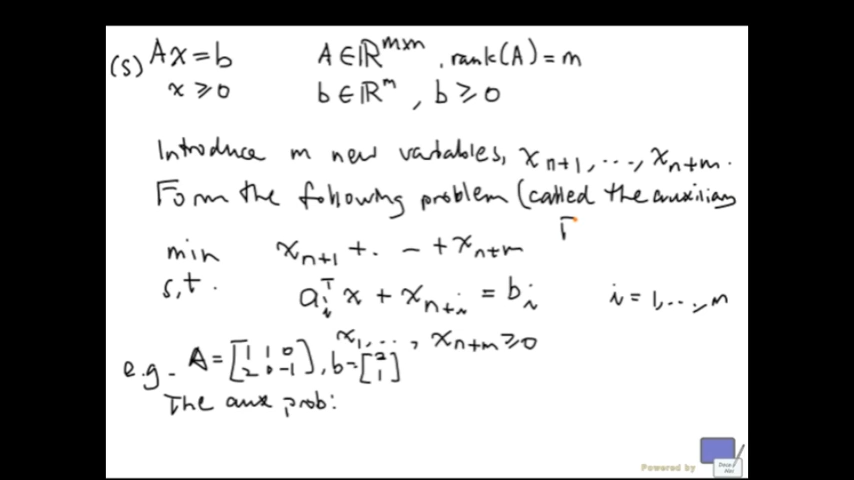 (S) Ax = b A ∈ ℝ^{m×n}, rank(A) = m
x ≥ 0 b ∈ ℝ^m, b ≥ 0
Introduce m new variables, x_{n+1}, ..., x_{n+m}.
Form the following problem (called the auxiliary
min x_{n+1} + ... + x_{n+m}
s.t. a_i^T x + x_{n+i} = b_i i = 1, ..., m
x_1, ..., x_{n+m} ≥ 0
e.g. A = [1 1 0; 2 0 -1], b = [2; 1]
The aux prob:
Powered by